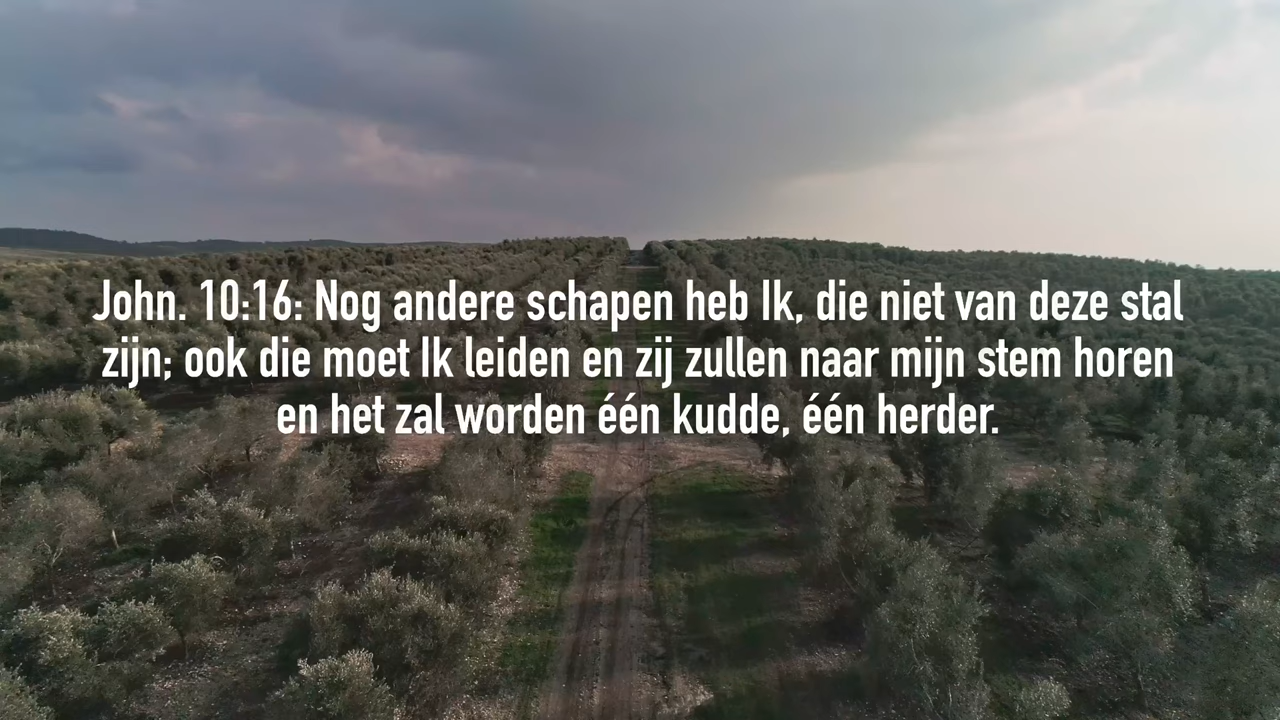 John. 10:16: Nog andere schapen heb Ik, die niet van deze stal
zijn; ook die moet Ik leiden en zij zullen naar mijn stem horen
en het zal worden één kudde, één herder.